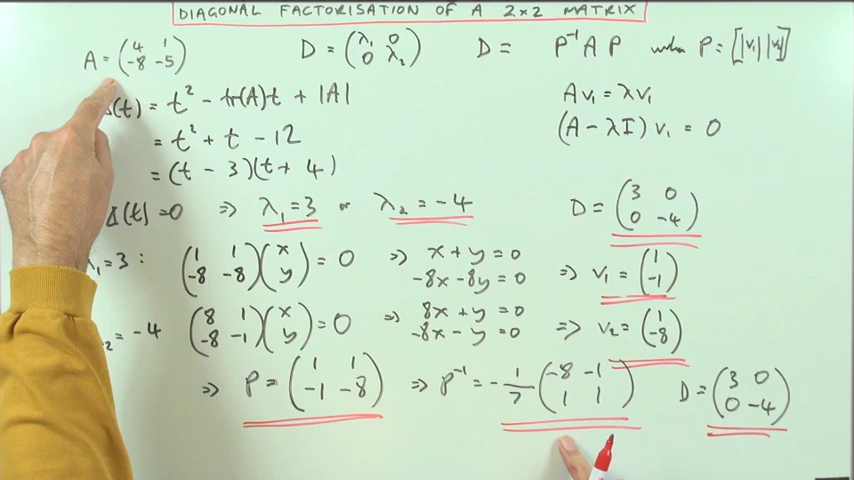 DIAGONAL FACTORISATION OF A 2×2 MATRIX
A = (4 1; -8 -5) D = (λ₁ 0; 0 λ₂) D = P⁻¹ A P when P = [|v₁| |v₂|]
Δ(t) = t² - tr(A)t + |A| Av₁ = λv₁
= t² + t - 12 (A - λI) v₁ = 0
= (t - 3)(t + 4)
Δ(t) = 0 => λ₁ = 3 or λ₂ = -4 D = (3 0; 0 -4)
λ₁ = 3 : (1 1; -8 -8)(x; y) = 0 => x + y = 0 -8x - 8y = 0 => v₁ = (1; -1)
₂ = -4 (8 1; -8 -1)(x; y) = 0 => 8x + y = 0 -8x - y = 0 => v₂ = (1; -8)
=> P = (1 1; -1 -8) => P⁻¹ = -1/7 (-8 -1; 1 1) D = (3 0; 0 -4)